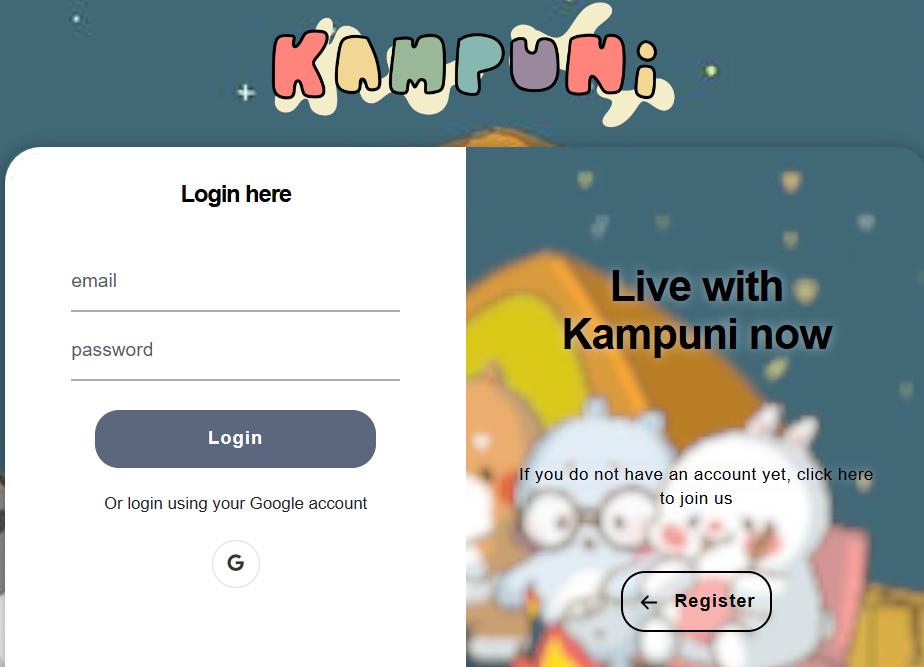 KAMPUNi
Login here
email
password
Login
Or login using your Google account
G
Live with
Kampuni now
If you do not have an account yet, click here
to join us
Register